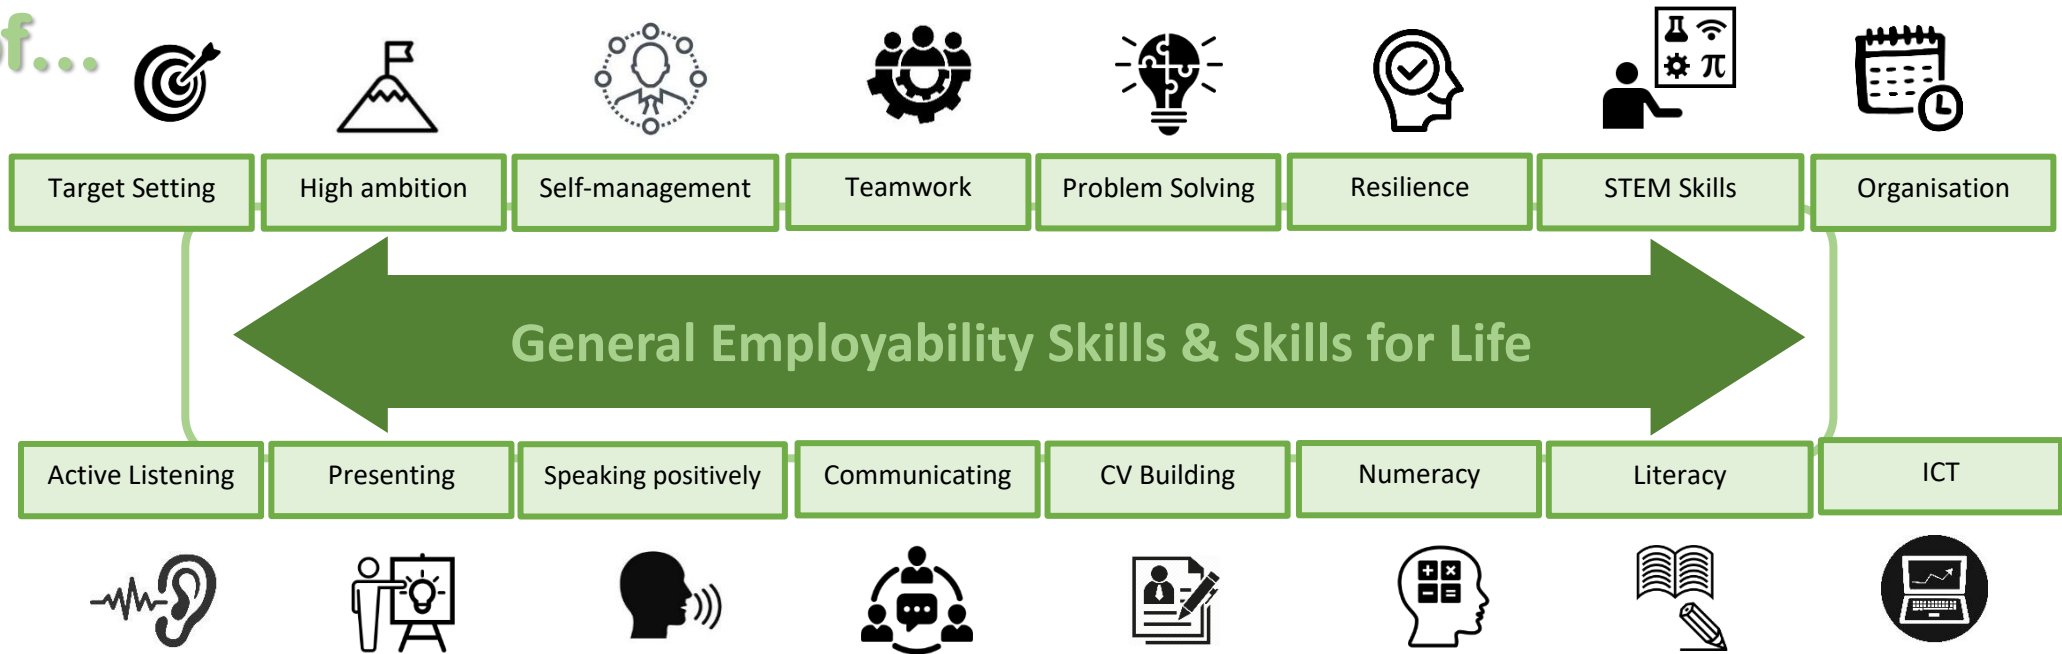 f...
π
Target Setting
High ambition
Self-management
Teamwork
Problem Solving
Resilience
STEM Skills
Organisation
General Employability Skills & Skills for Life
Active Listening
Presenting
Speaking positively
Communicating
CV Building
Numeracy
Literacy
ICT